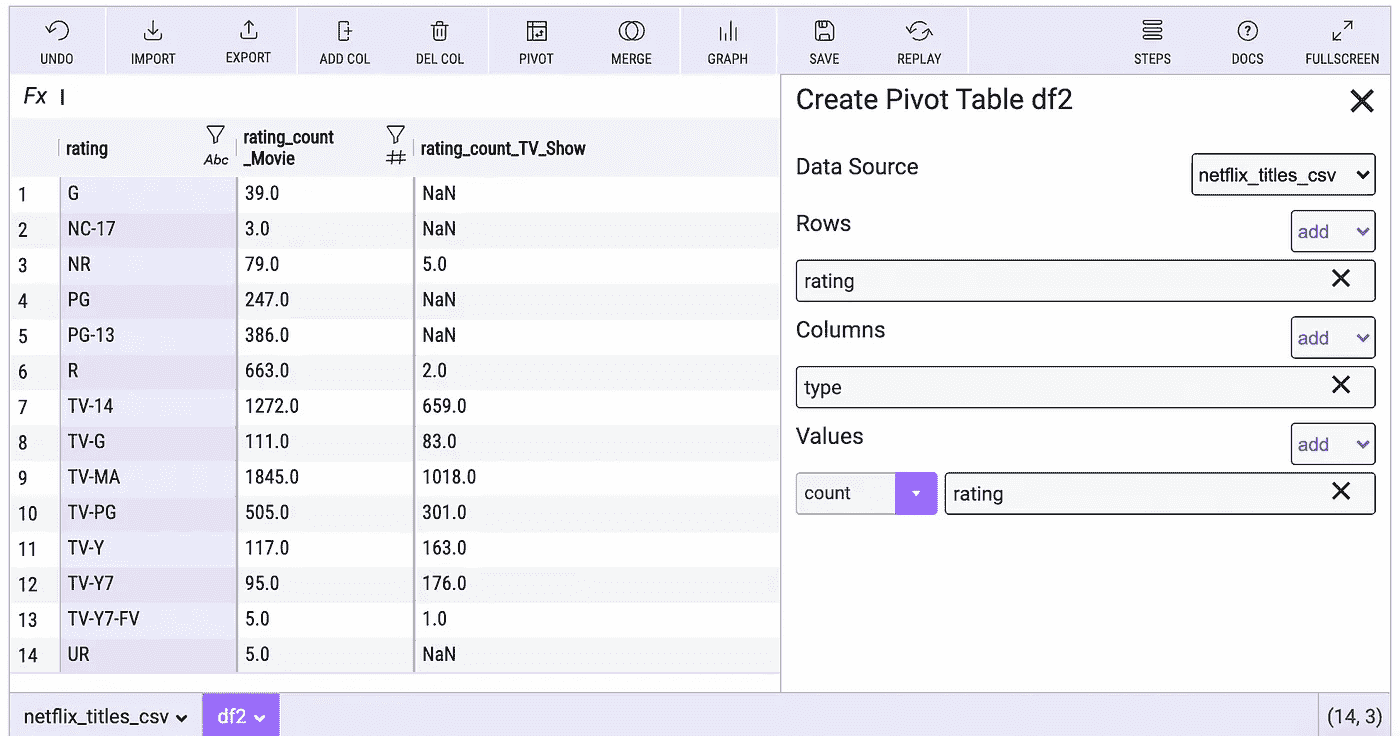 UNDO IMPORT EXPORT ADD COL DEL COL PIVOT MERGE GRAPH SAVE REPLAY STEPS DOCS FULLSCREEN
Fx
rating Abc rating_count_Movie # rating_count_TV_Show
1 G 39.0 NaN
2 NC-17 3.0 NaN
3 NR 79.0 5.0
4 PG 247.0 NaN
5 PG-13 386.0 NaN
6 R 663.0 2.0
7 TV-14 1272.0 659.0
8 TV-G 111.0 83.0
9 TV-MA 1845.0 1018.0
10 TV-PG 505.0 301.0
11 TV-Y 117.0 163.0
12 TV-Y7 95.0 176.0
13 TV-Y7-FV 5.0 1.0
14 UR 5.0 NaN
Create Pivot Table df2
Data Source netflix_titles_csv
Rows add
rating
Columns add
type
Values add
count rating
netflix_titles_csv df2 (14, 3)